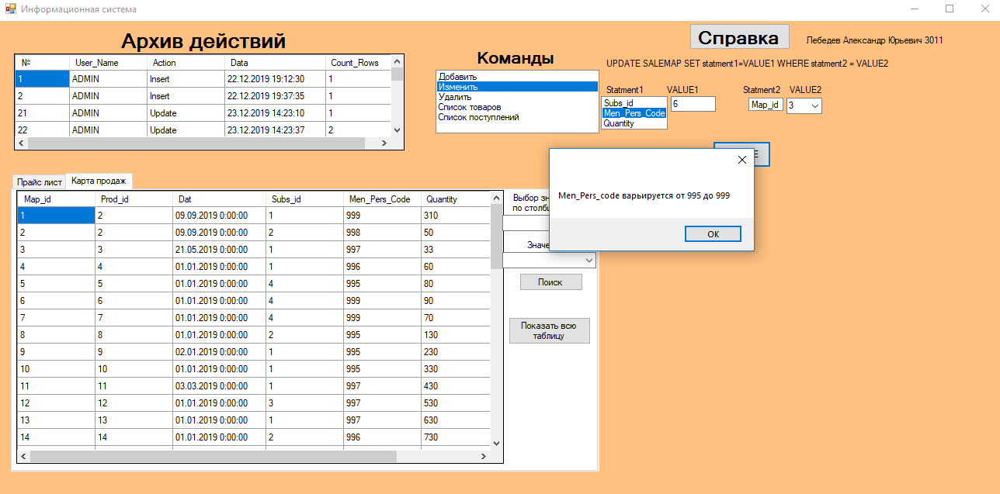 Информационная система
Архив действий
Справка
Лебедев Александр Юрьевич 3011
№ User_Name Action Data Count_Rows
1 ADMIN Insert 22.12.2019 19:12:30 1
2 ADMIN Insert 22.12.2019 19:37:35 1
21 ADMIN Update 23.12.2019 14:23:10 1
22 ADMIN Update 23.12.2019 14:23:37 2
Команды
Добавить
Изменить
Удалить
Список товаров
Список поступлений
UPDATE SALEMAP SET statment1=VALUE1 WHERE statment2 = VALUE2
Statment1 VALUE1 Statment2 VALUE2
Subs_id 6 Map_id 3
Men_Pers_Code
Quantity
E
Men_Pers_code варьируется от 995 до 999
OK
Прайс лист Карта продаж
Map_id Prod_id Dat Subs_id Men_Pers_Code Quantity
1 2 09.09.2019 0:00:00 1 999 310
2 2 09.09.2019 0:00:00 2 998 50
3 3 21.05.2019 0:00:00 1 997 33
4 4 01.01.2019 0:00:00 1 996 60
5 5 01.01.2019 0:00:00 4 995 80
6 6 01.01.2019 0:00:00 4 999 90
7 7 01.01.2019 0:00:00 4 999 70
8 8 01.01.2019 0:00:00 2 995 130
9 9 02.01.2019 0:00:00 1 995 230
10 10 01.01.2019 0:00:00 1 995 330
11 11 03.03.2019 0:00:00 1 997 430
12 12 01.01.2019 0:00:00 3 997 530
13 13 01.01.2019 0:00:00 1 997 630
14 14 01.01.2019 0:00:00 2 996 730
Выбор зн
по столбц
Значе
Поиск
Показать всю
таблицу